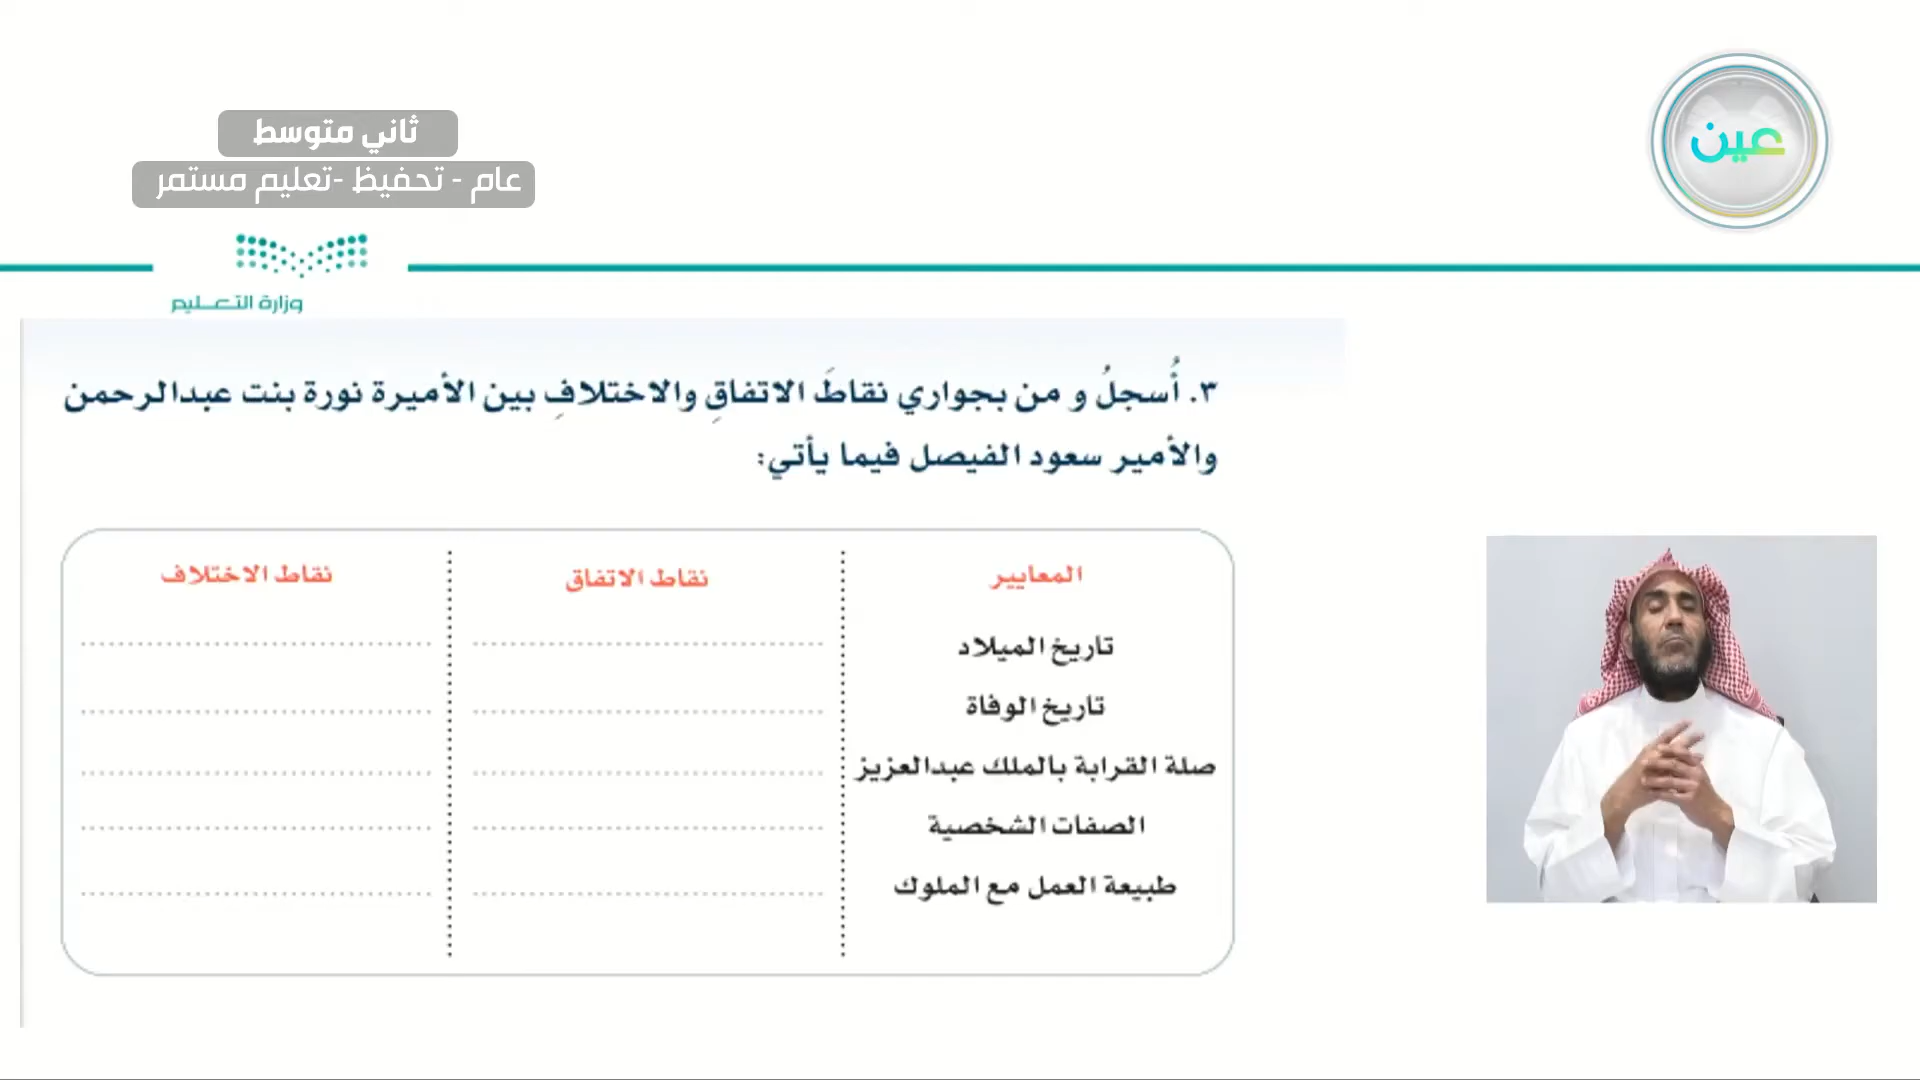 عين
ثاني متوسط
عام - تحفيظ -تعليم مستمر
وزارة التعـــليم
٣. أُسجلُ و من بجواري نقاطَ الاتفاقِ والاختلافِ بين الأميرة نورة بنت عبدالرحمن
والأمير سعود الفيصل فيما يأتي:
المعايير نقاط الاتفاق نقاط الاختلاف
تاريخ الميلاد
تاريخ الوفاة
صلة القرابة بالملك عبدالعزيز
الصفات الشخصية
طبيعة العمل مع الملوك